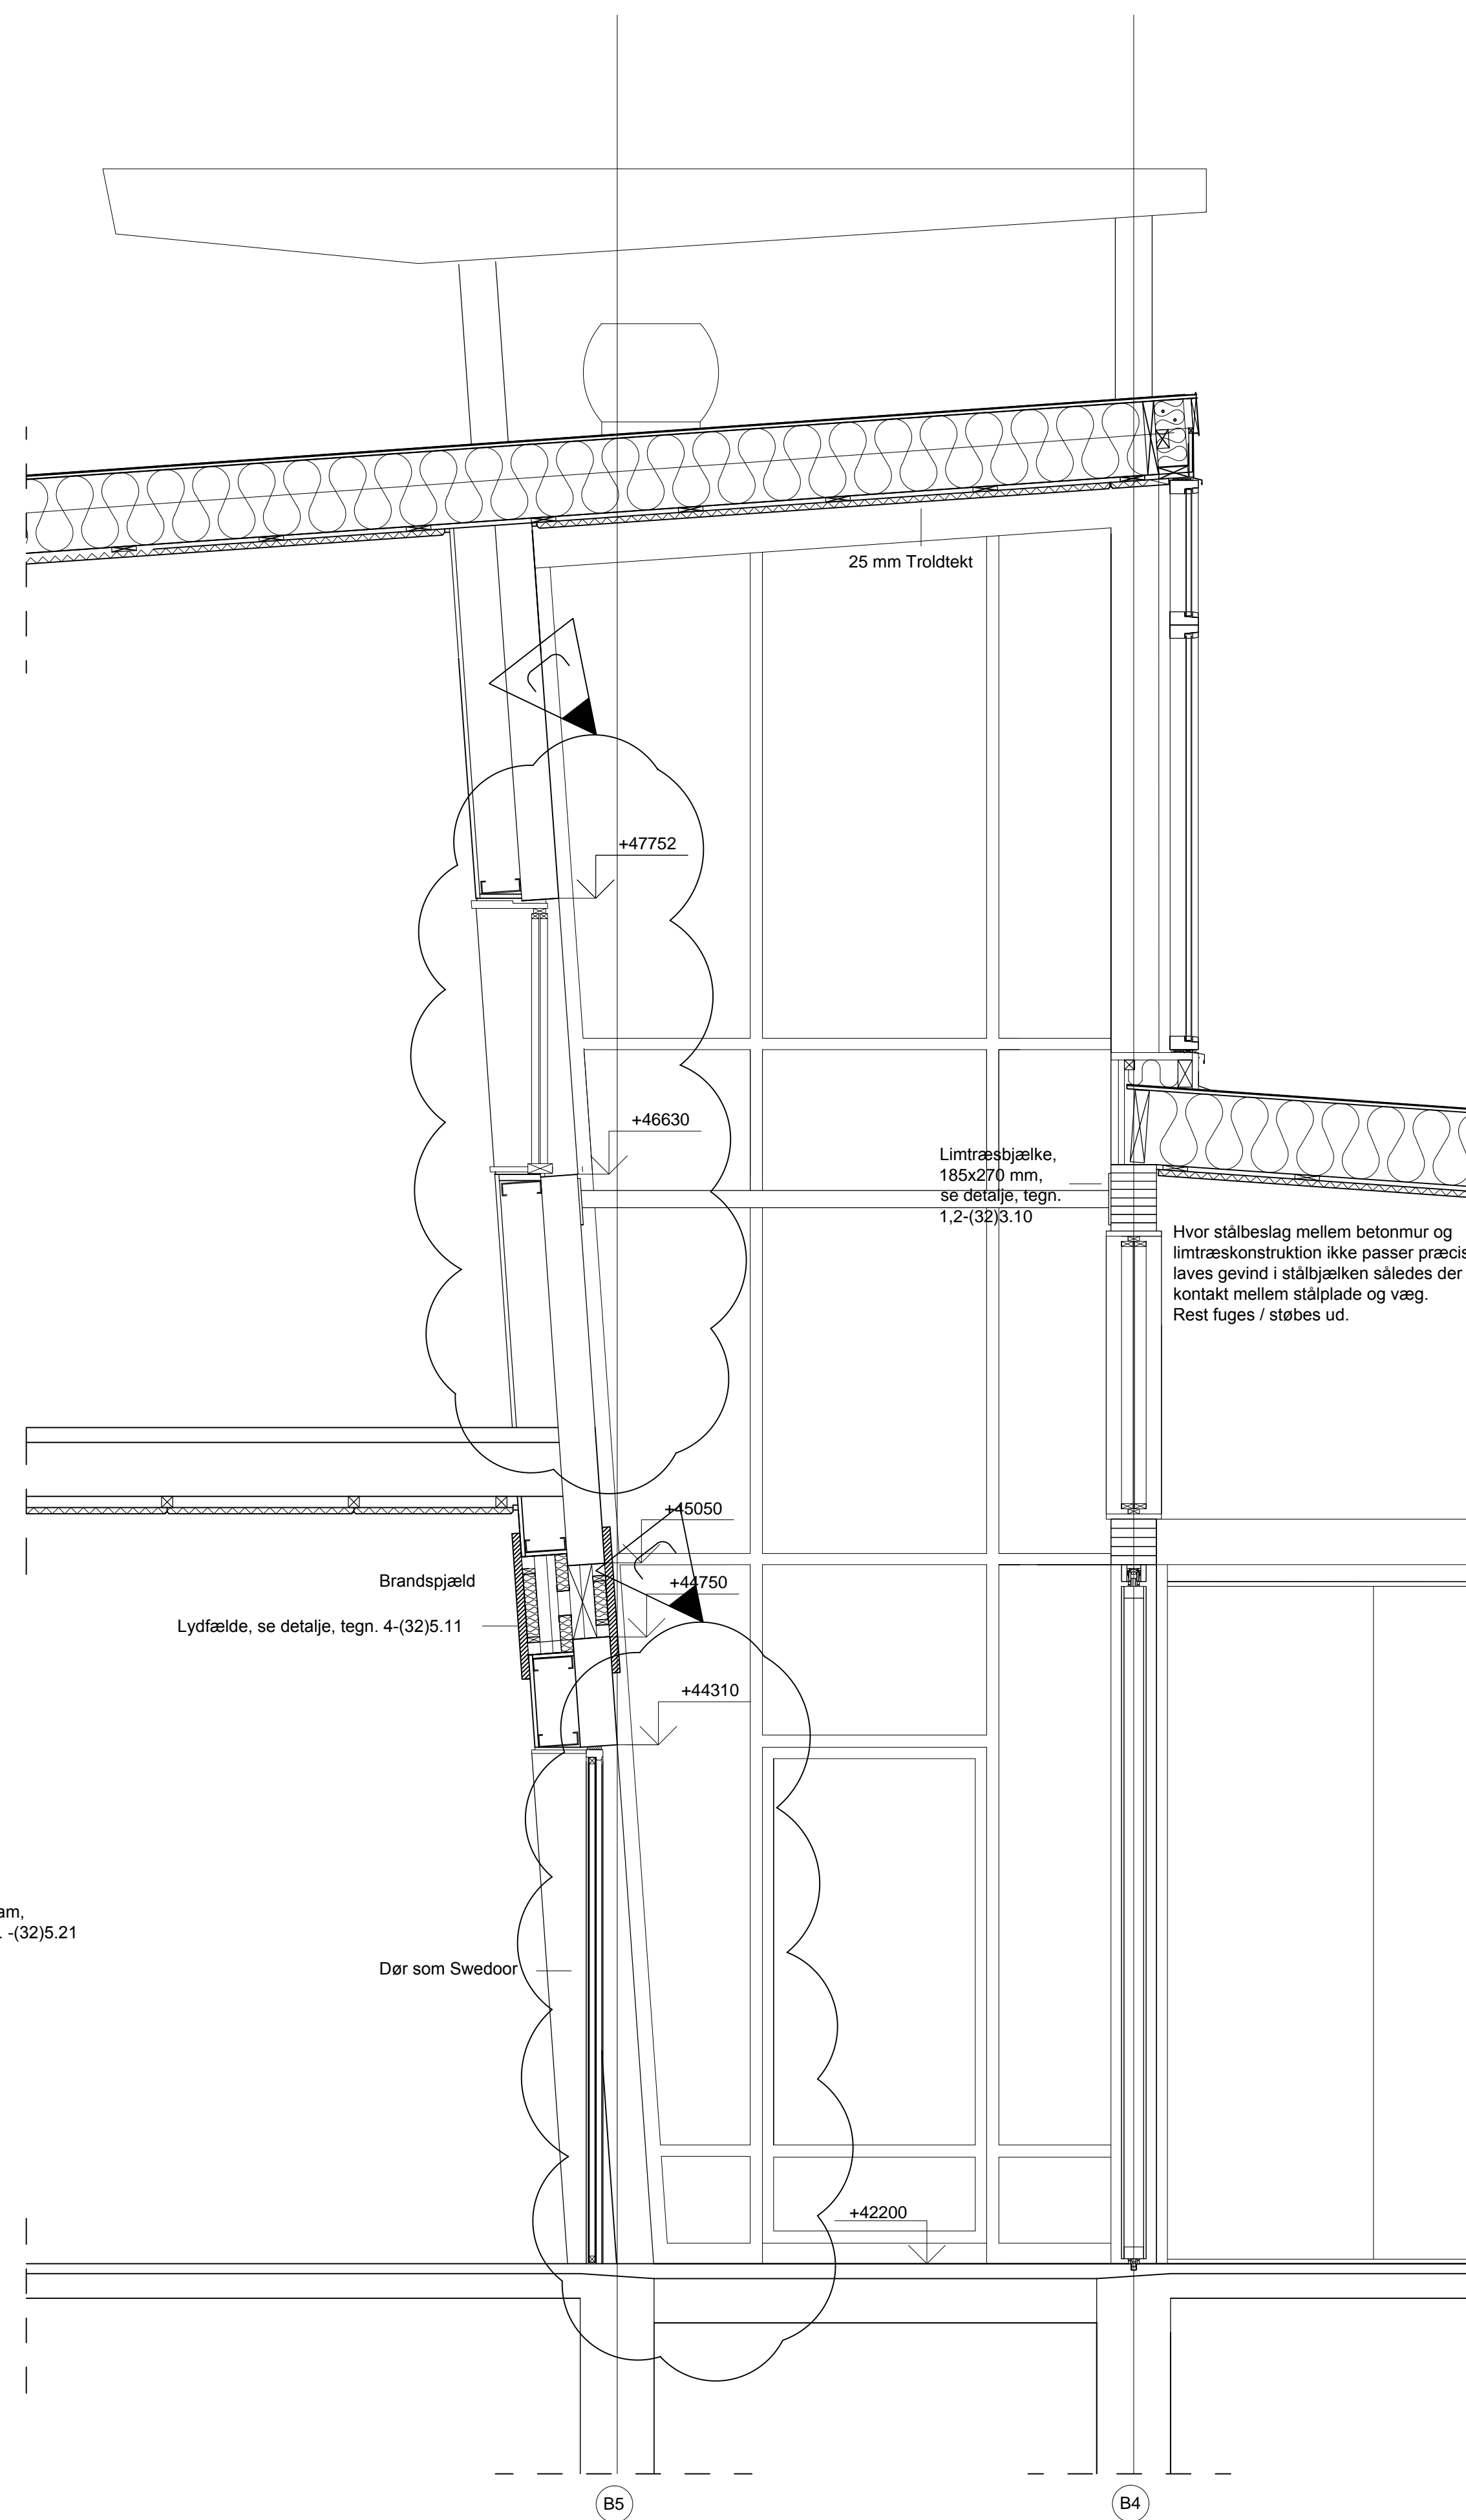 25 mm Troldtekt
+47752
+46630
Limtræsbjælke,
185x270 mm,
se detalje, tegn.
1,2-(32)3.10
Hvor stålbeslag mellem betonmur og
limtræskonstruktion ikke passer præcis
laves gevind i stålbjælken således der
kontakt mellem stålplade og væg.
Rest fuges / støbes ud.
+45050
Brandspjæld
+44750
Lydfælde, se detalje, tegn. 4-(32)5.11
+44310
am,
. -(32)5.21
Dør som Swedoor
+42200
B5
B4